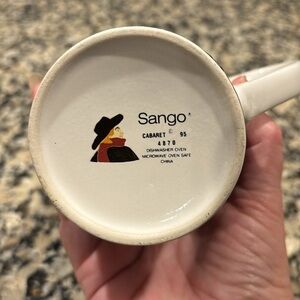 Sango
CABARET © 95
4870
DISHWASHER OVEN
MICROWAVE OVEN SAFE
CHINA